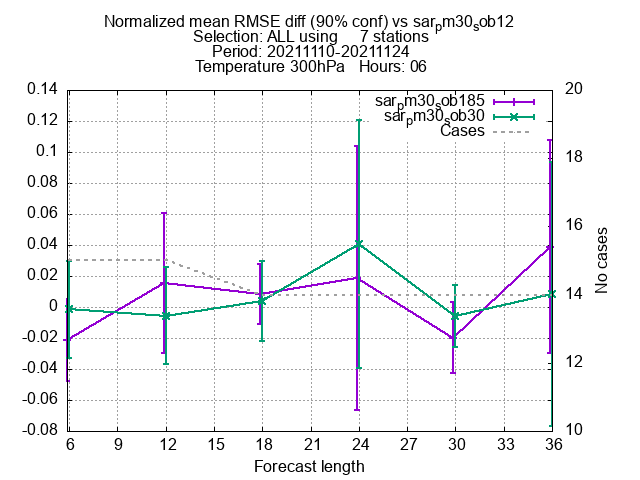 Normalized mean RMSE diff (90% conf) vs sarpm30sob12
Selection: ALL using 7 stations
Period: 20211110-20211124
Temperature 300hPa Hours: 06
sarpm30sob185
sarpm30sob30
Cases
0.14
0.12
0.1
0.08
0.06
0.04
0.02
0
-0.02
-0.04
-0.06
-0.08
20
18
16
14
12
10
No cases
6 9 12 15 18 21 24 27 30 33 36
Forecast length